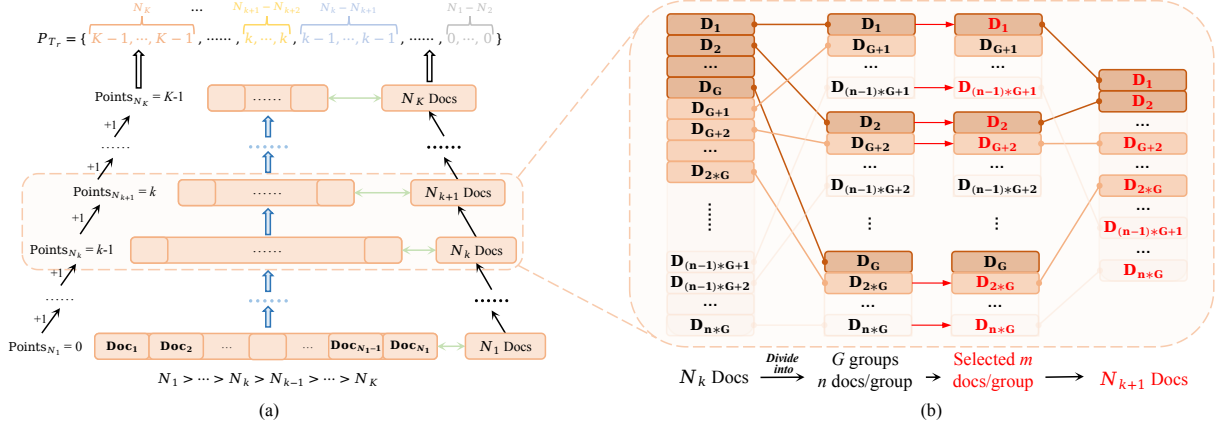 N_K ... N_{k+1} − N_{k+2} N_k − N_{k+1} N_1 − N_2
P_{T_r} = { K − 1, ···, K − 1 , ······ , k, ···, k , k − 1, ···, k − 1 , ······ , 0, ···, 0 }
Points_{N_K} = K-1
......
N_K Docs
+1
......
......
......
+1
Points_{N_{k+1}} = k
......
N_{k+1} Docs
+1
Points_{N_k} = k-1
......
N_k Docs
+1
......
......
......
+1
Points_{N_1} = 0
Doc_1 Doc_2 ... ... Doc_{N_1−1} Doc_{N_1}
N_1 Docs
N_1 > ··· > N_k > N_{k−1} > ··· > N_K
(a)
D_1
D_2
...
D_G
D_{G+1}
D_{G+2}
...
D_{2*G}
......
D_{(n−1)*G+1}
D_{(n−1)*G+2}
...
D_{n*G}
D_1
D_{G+1}
...
D_{(n−1)*G+1}
D_2
D_{G+2}
...
D_{(n−1)*G+2}
...
D_G
D_{2*G}
...
D_{n*G}
D_1
D_{G+1}
...
D_{(n−1)*G+1}
D_2
D_{G+2}
...
D_{(n−1)*G+2}
...
D_G
D_{2*G}
...
D_{n*G}
D_1
D_2
...
D_{G+2}
...
D_{2*G}
...
D_{(n−1)*G+1}
...
D_{n*G}
N_k Docs
Divide
into
G groups
n docs/group
Selected m
docs/group
N_{k+1} Docs
(b)